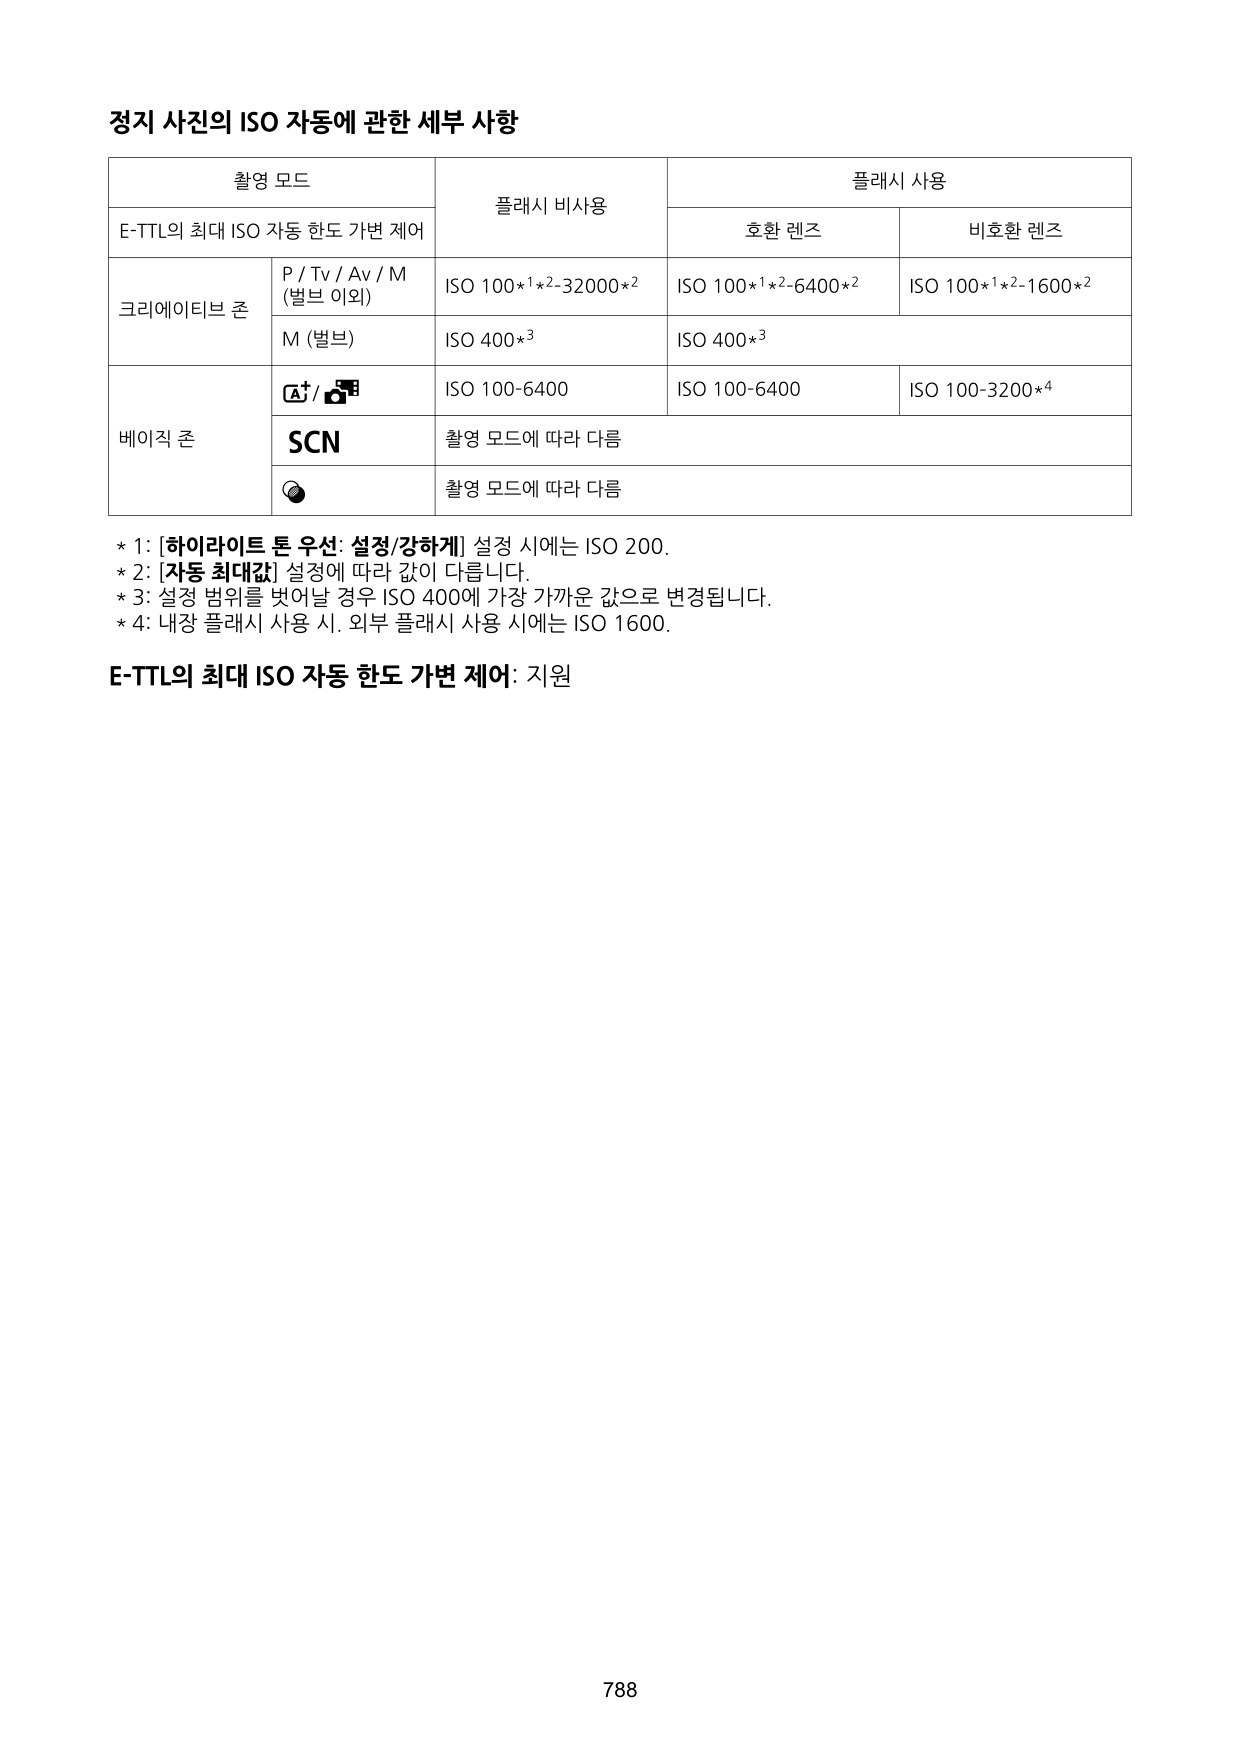 정지 사진의 ISO 자동에 관한 세부 사항
촬영 모드
플래시 비사용
플래시 사용
E-TTL의 최대 ISO 자동 한도 가변 제어
호환 렌즈
비호환 렌즈
크리에이티브 존
P / Tv / Av / M
(벌브 이외)
ISO 100*1*2-32000*2
ISO 100*1*2-6400*2
ISO 100*1*2-1600*2
M (벌브)
ISO 400*3
ISO 400*3
베이직 존
A+ /
ISO 100-6400
ISO 100-6400
ISO 100-3200*4
SCN
촬영 모드에 따라 다름
촬영 모드에 따라 다름
* 1: [하이라이트 톤 우선: 설정/강하게] 설정 시에는 ISO 200.
* 2: [자동 최대값] 설정에 따라 값이 다릅니다.
* 3: 설정 범위를 벗어날 경우 ISO 400에 가장 가까운 값으로 변경됩니다.
* 4: 내장 플래시 사용 시. 외부 플래시 사용 시에는 ISO 1600.
E-TTL의 최대 ISO 자동 한도 가변 제어: 지원
788